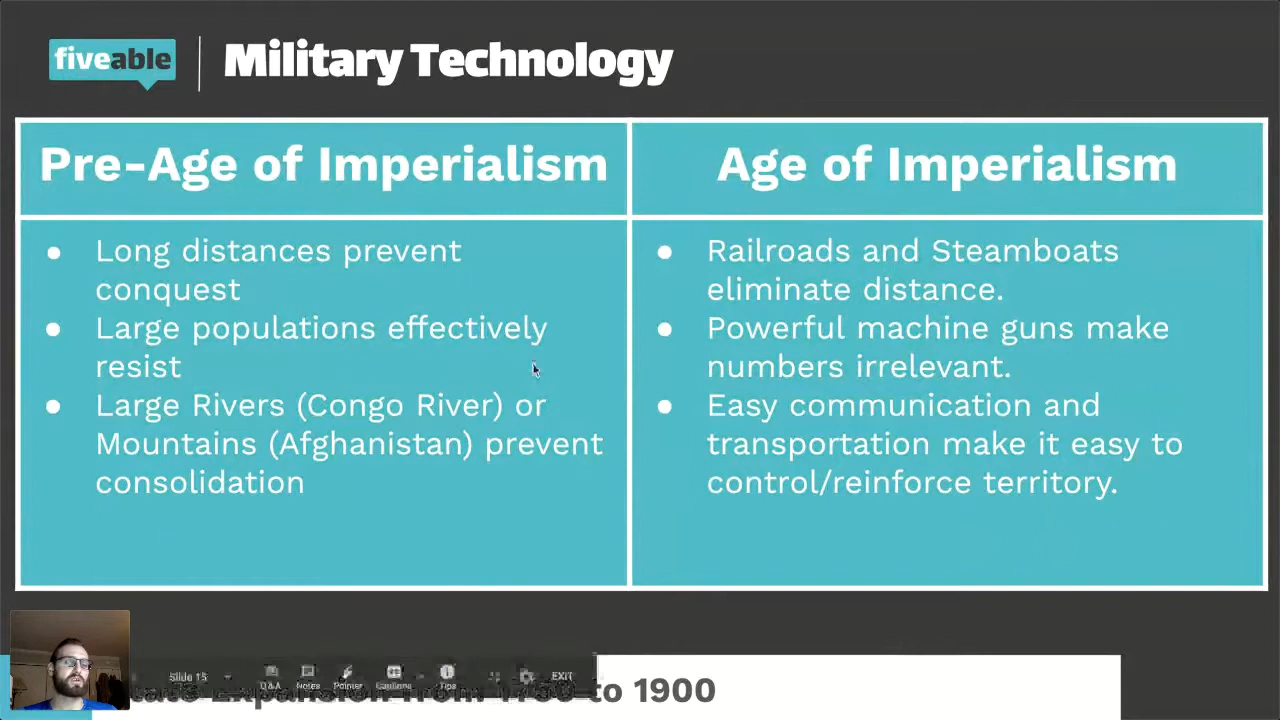 fiveable
Military Technology
Pre-Age of Imperialism
Age of Imperialism
● Long distances prevent
conquest
● Large populations effectively
resist
● Large Rivers (Congo River) or
Mountains (Afghanistan) prevent
consolidation
● Railroads and Steamboats
eliminate distance.
● Powerful machine guns make
numbers irrelevant.
● Easy communication and
transportation make it easy to
control/reinforce territory.
Slide 15
Q&A
Notes
Pointer
Captions
Tips
EXIT
Expansion from 1750 to 1900